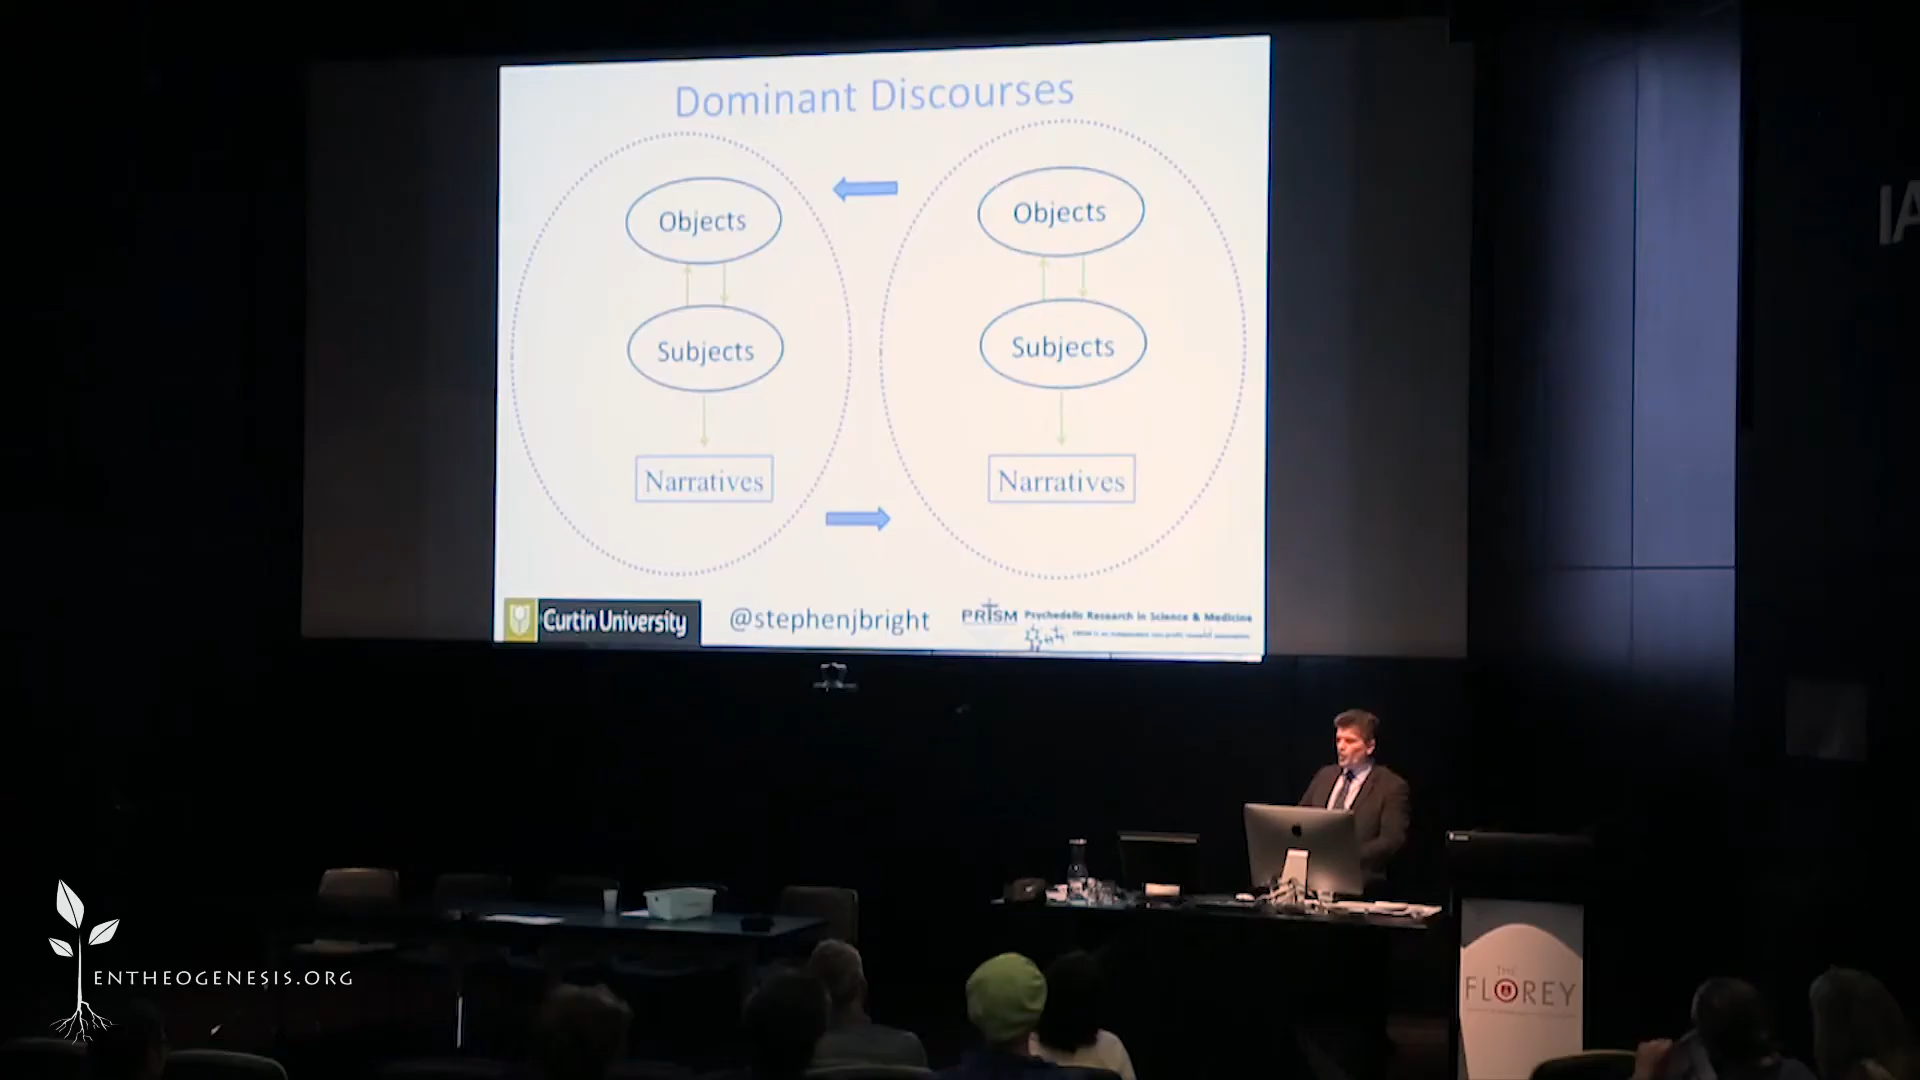 Dominant Discourses
Objects
Objects
Subjects
Subjects
Narratives
Narratives
Curtin University
@stephenjbright
PRISM Psychedelic Research in Science & Medicine
IA
ENTHEOGENESIS.ORG
THE
FLOREY